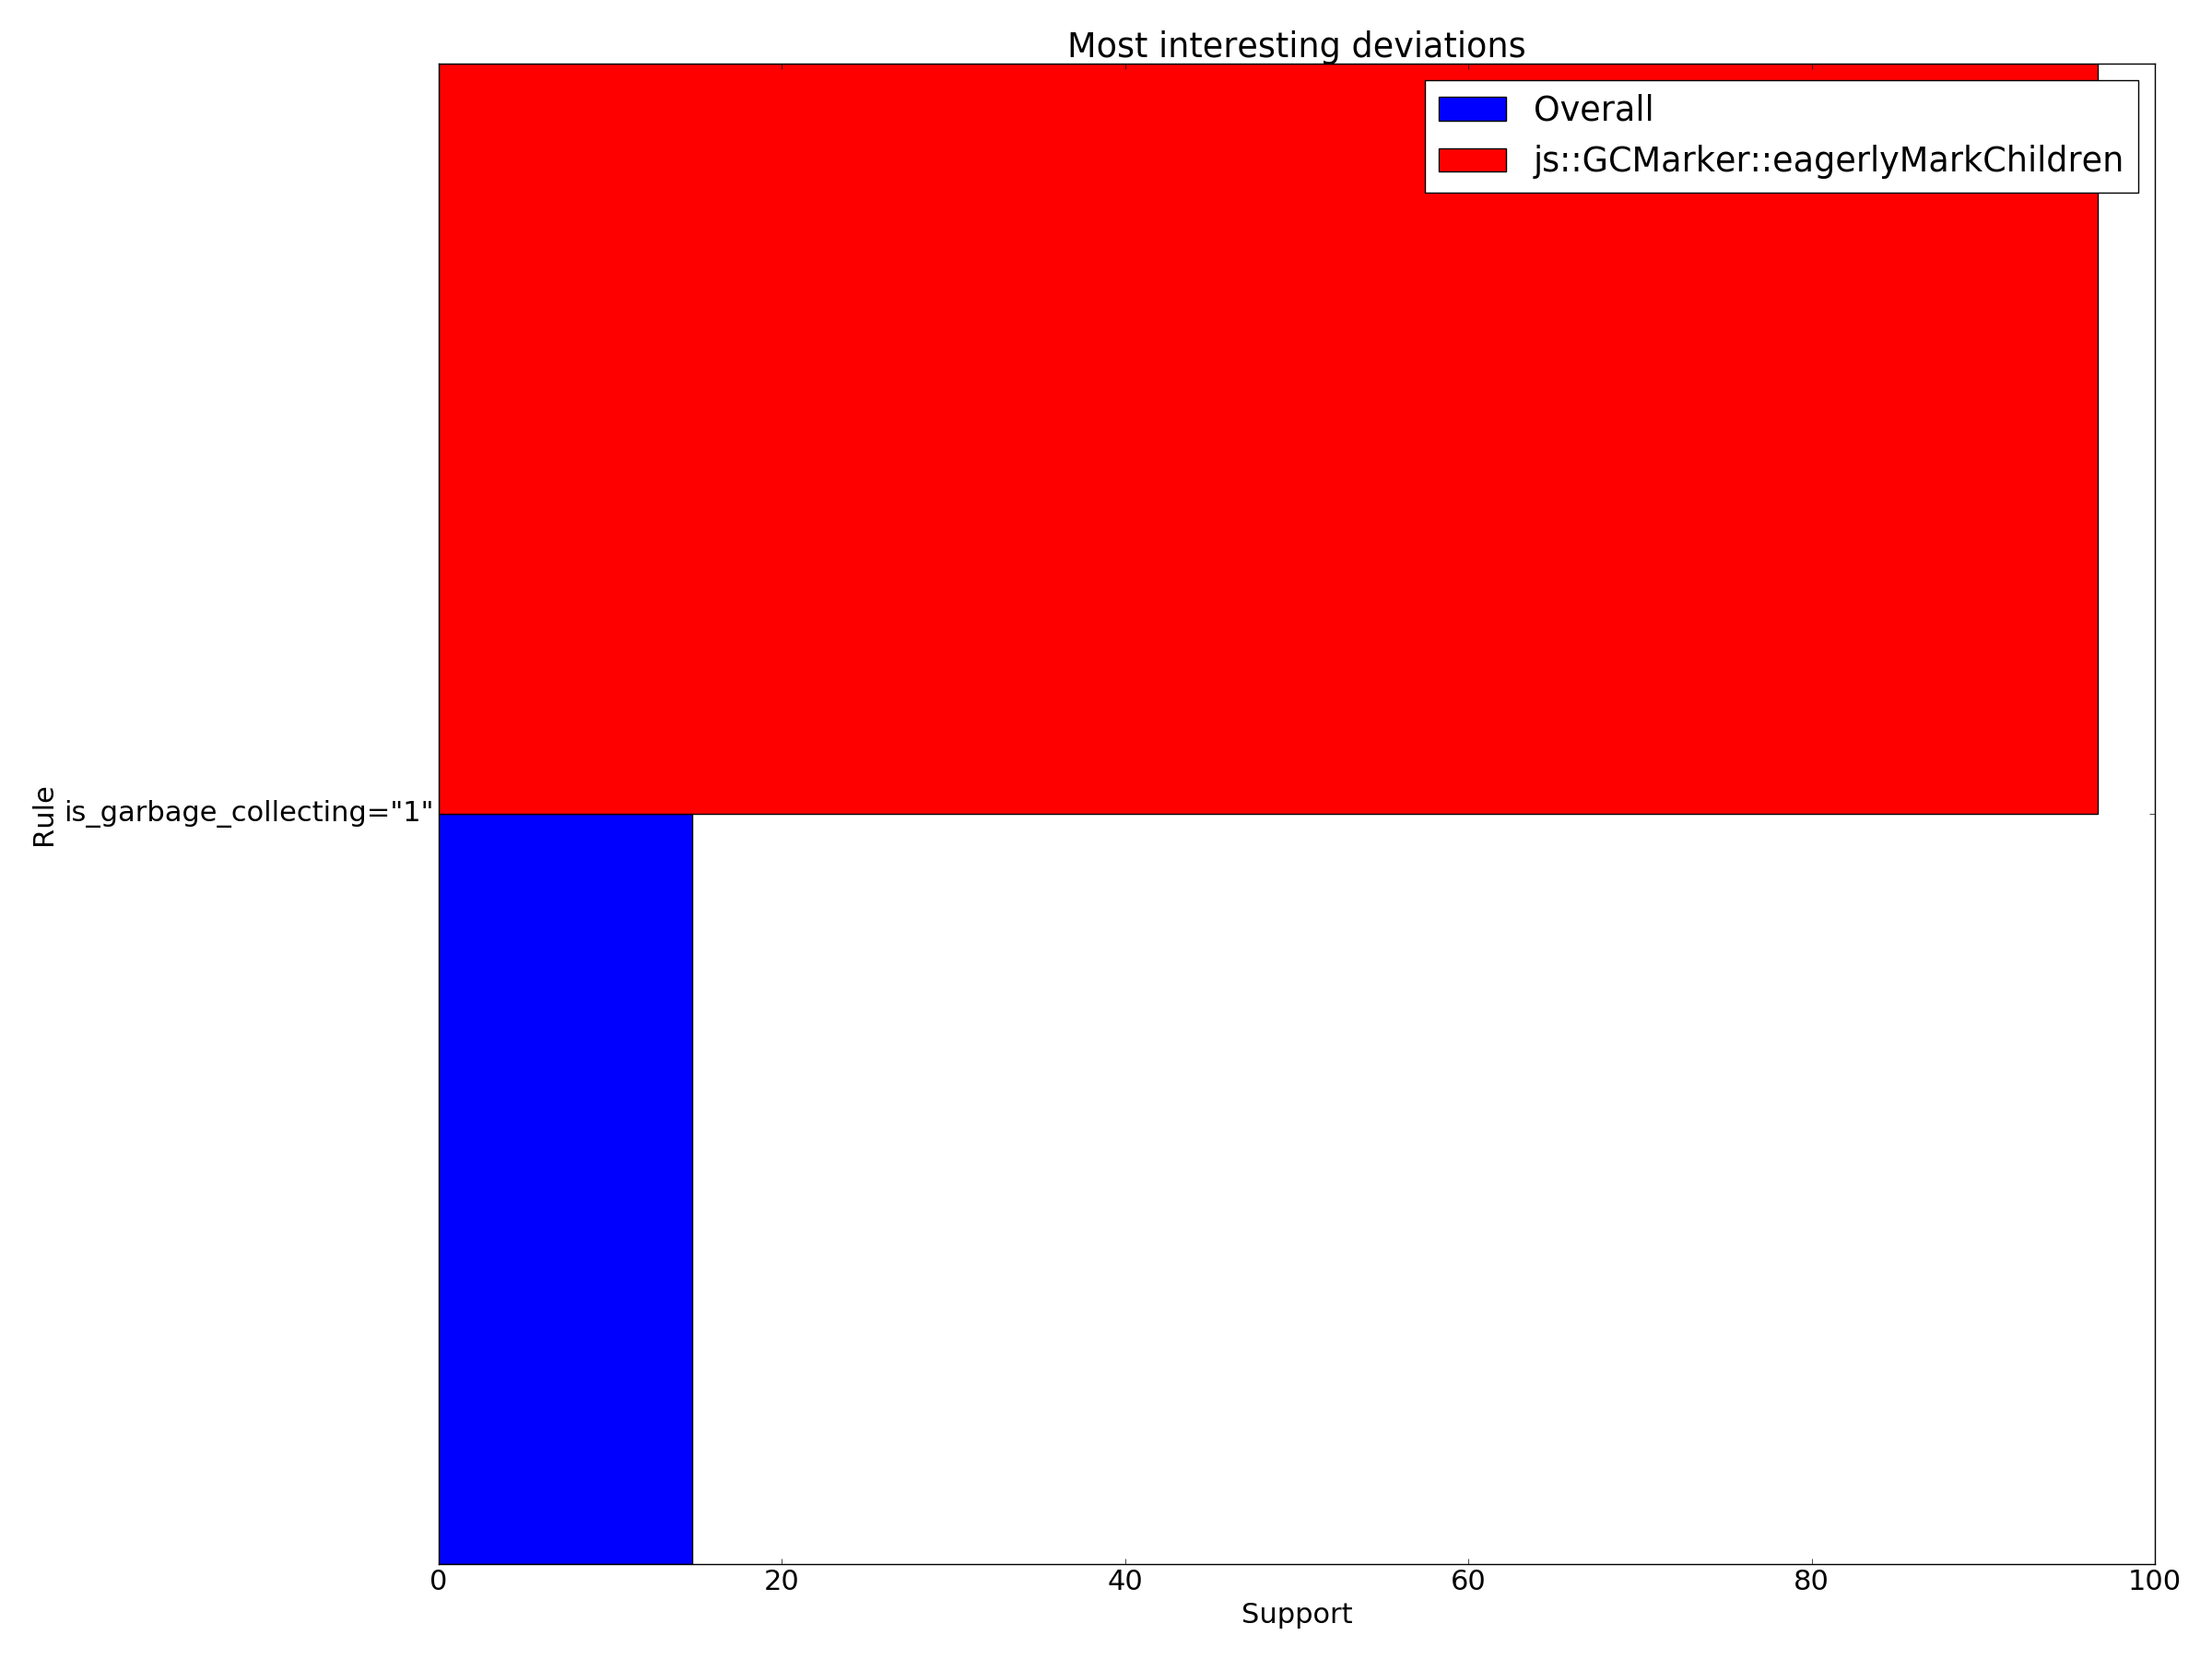 Most interesting deviations
Overall
js::GCMarker::eagerlyMarkChildren
Rule
is_garbage_collecting="1"
0 20 40 60 80 100
Support